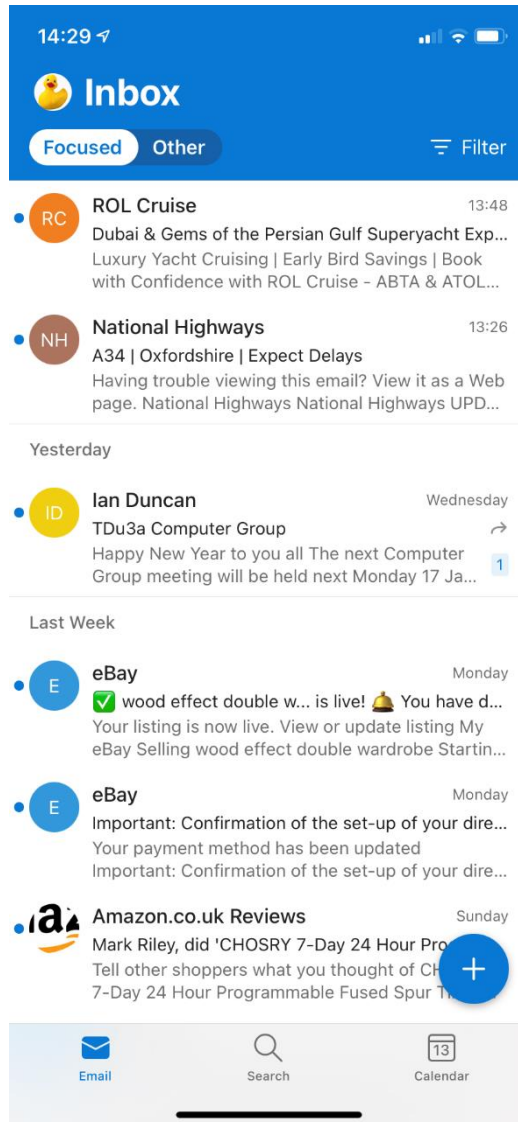 14:29
Inbox
Focused Other Filter
RC ROL Cruise 13:48
Dubai & Gems of the Persian Gulf Superyacht Exp...
Luxury Yacht Cruising | Early Bird Savings | Book
with Confidence with ROL Cruise - ABTA & ATOL...
NH National Highways 13:26
A34 | Oxfordshire | Expect Delays
Having trouble viewing this email? View it as a Web
page. National Highways National Highways UPD...
Yesterday
ID Ian Duncan Wednesday
TDu3a Computer Group
Happy New Year to you all The next Computer
Group meeting will be held next Monday 17 Ja... 1
Last Week
E eBay Monday
✅ wood effect double w... is live! 🛎️ You have d...
Your listing is now live. View or update listing My
eBay Selling wood effect double wardrobe Startin...
E eBay Monday
Important: Confirmation of the set-up of your dire...
Your payment method has been updated
Important: Confirmation of the set-up of your dire...
Amazon.co.uk Reviews Sunday
Mark Riley, did 'CHOSRY 7-Day 24 Hour Pro
Tell other shoppers what you thought of CH
7-Day 24 Hour Programmable Fused Spur
+
13
Email Search Calendar